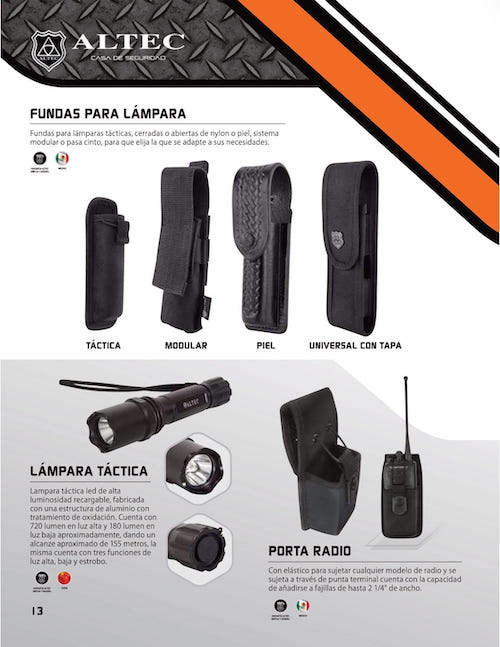 ALTEC
CASA DE SEGURIDAD
ALTEC
FUNDAS PARA LÁMPARA
Fundas para lámparas tácticas, cerradas o abiertas de nylon o piel, sistema
modular o pasa cinto, para que elija la que se adapte a sus necesidades.
MÉXICO
TÁCTICA
MODULAR
PIEL
UNIVERSAL CON TAPA
ALTEC
LÁMPARA TÁCTICA
Lampara táctica led de alta
luminosidad recargable, fabricada
con una estructura de aluminio con
tratamiento de oxidación. Cuenta con
720 lumen en luz alta y 180 lumen en
luz baja aproximadamente, dando un
alcance aproximado de 155 metros, la
misma cuenta con tres funciones de
luz alta, baja y estrobo.
CHINA
PORTA RADIO
Con elástico para sujetar cualquier modelo de radio y se
sujeta a través de punta terminal cuenta con la capacidad
de añadirse a fajillas de hasta 2 1/4" de ancho.
MÉXICO
13